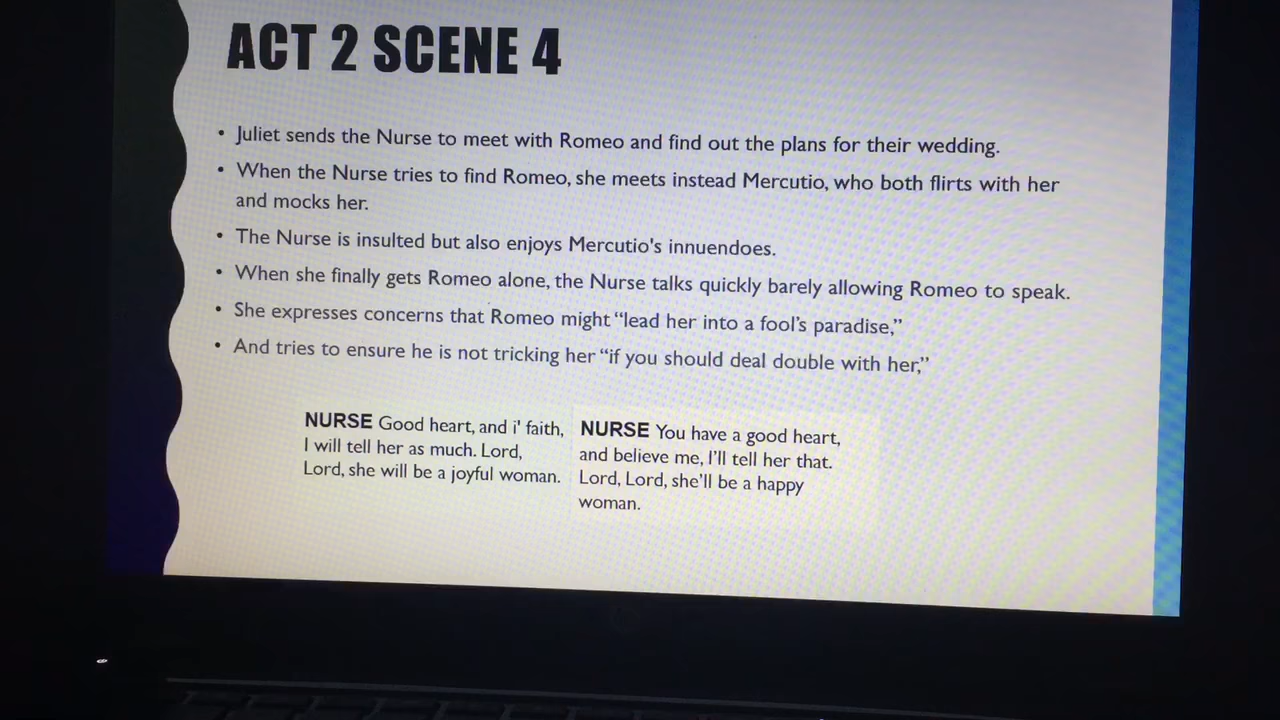 ACT 2 SCENE 4
• Juliet sends the Nurse to meet with Romeo and find out the plans for their wedding.
• When the Nurse tries to find Romeo, she meets instead Mercutio, who both flirts with her
and mocks her.
• The Nurse is insulted but also enjoys Mercutio's innuendoes.
• When she finally gets Romeo alone, the Nurse talks quickly barely allowing Romeo to speak.
• She expresses concerns that Romeo might “lead her into a fool’s paradise,”
• And tries to ensure he is not tricking her “if you should deal double with her,”
NURSE Good heart, and i' faith,
I will tell her as much. Lord,
Lord, she will be a joyful woman.
NURSE You have a good heart,
and believe me, I’ll tell her that.
Lord, Lord, she’ll be a happy
woman.